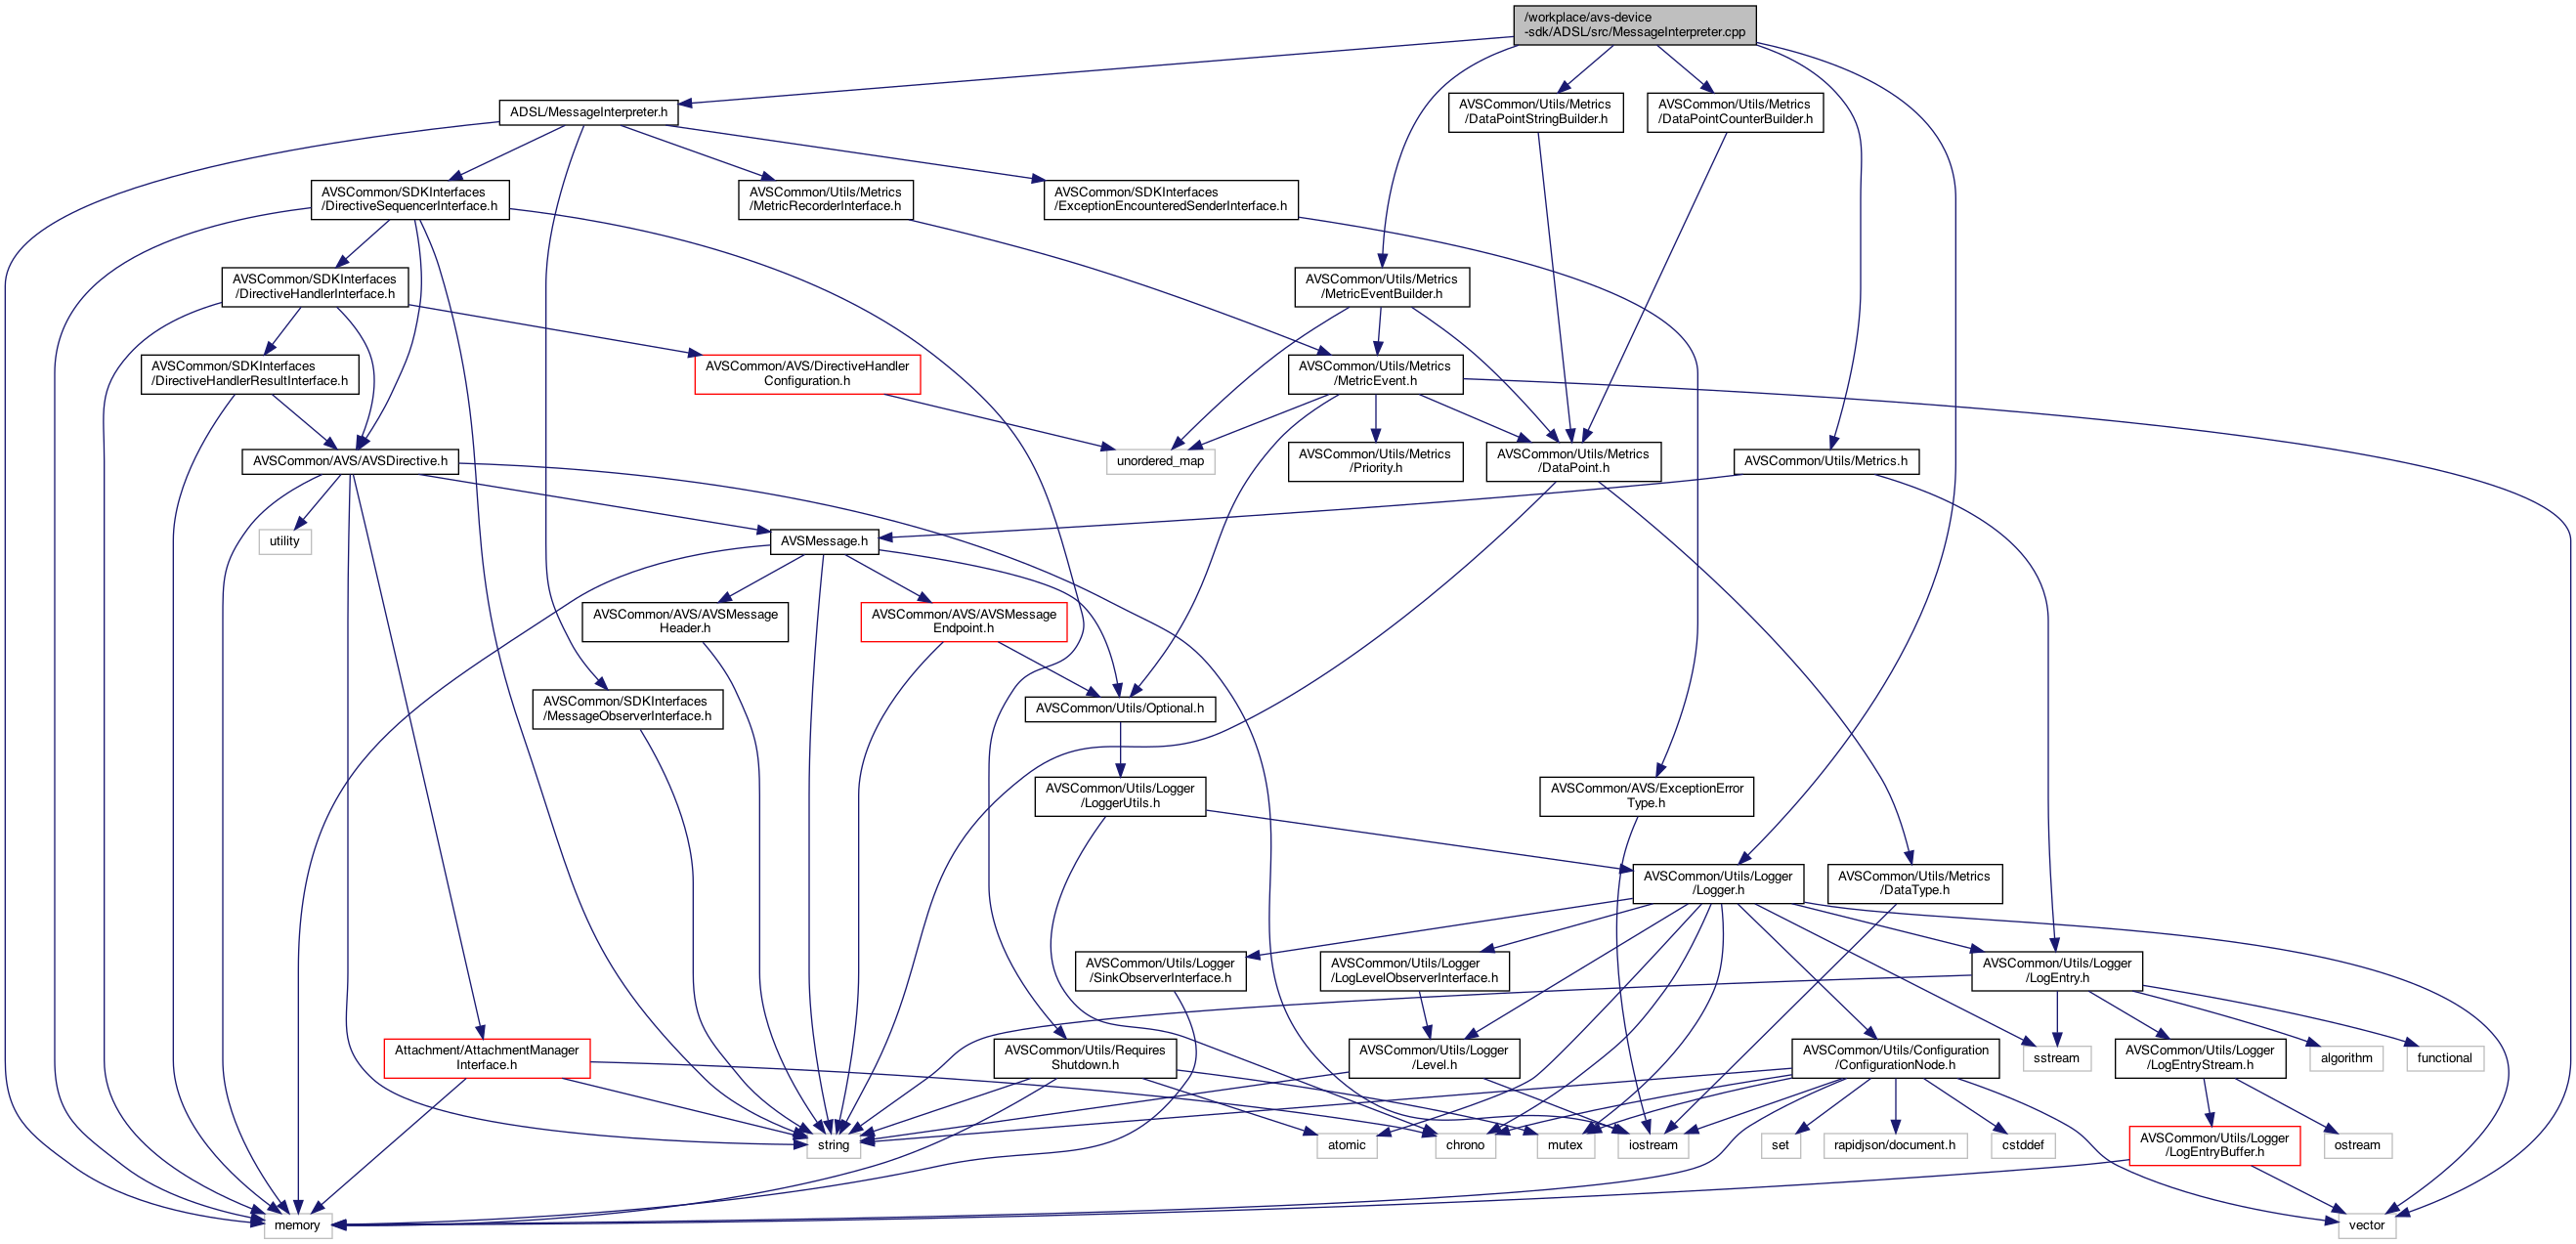 /workplace/avs-device
-sdk/ADSL/src/MessageInterpreter.cpp
ADSL/MessageInterpreter.h
AVSCommon/Utils/Metrics
/DataPointStringBuilder.h
AVSCommon/Utils/Metrics
/DataPointCounterBuilder.h
AVSCommon/SDKInterfaces
/DirectiveSequencerInterface.h
AVSCommon/Utils/Metrics
/MetricRecorderInterface.h
AVSCommon/SDKInterfaces
/ExceptionEncounteredSenderInterface.h
AVSCommon/SDKInterfaces
/DirectiveHandlerInterface.h
AVSCommon/Utils/Metrics
/MetricEventBuilder.h
AVSCommon/SDKInterfaces
/DirectiveHandlerResultInterface.h
AVSCommon/AVS/DirectiveHandler
Configuration.h
AVSCommon/Utils/Metrics
/MetricEvent.h
AVSCommon/AVS/AVSDirective.h
unordered_map
AVSCommon/Utils/Metrics
/Priority.h
AVSCommon/Utils/Metrics
/DataPoint.h
AVSCommon/Utils/Metrics.h
utility
AVSMessage.h
AVSCommon/AVS/AVSMessage
Header.h
AVSCommon/AVS/AVSMessage
Endpoint.h
AVSCommon/SDKInterfaces
/MessageObserverInterface.h
AVSCommon/Utils/Optional.h
AVSCommon/Utils/Logger
/LoggerUtils.h
AVSCommon/AVS/ExceptionError
Type.h
AVSCommon/Utils/Logger
/Logger.h
AVSCommon/Utils/Metrics
/DataType.h
AVSCommon/Utils/Logger
/SinkObserverInterface.h
AVSCommon/Utils/Logger
/LogLevelObserverInterface.h
AVSCommon/Utils/Logger
/LogEntry.h
Attachment/AttachmentManager
Interface.h
AVSCommon/Utils/Requires
Shutdown.h
AVSCommon/Utils/Logger
/Level.h
AVSCommon/Utils/Configuration
/ConfigurationNode.h
sstream
AVSCommon/Utils/Logger
/LogEntryStream.h
algorithm
functional
string
atomic
chrono
mutex
iostream
set
rapidjson/document.h
cstddef
AVSCommon/Utils/Logger
/LogEntryBuffer.h
ostream
memory
vector